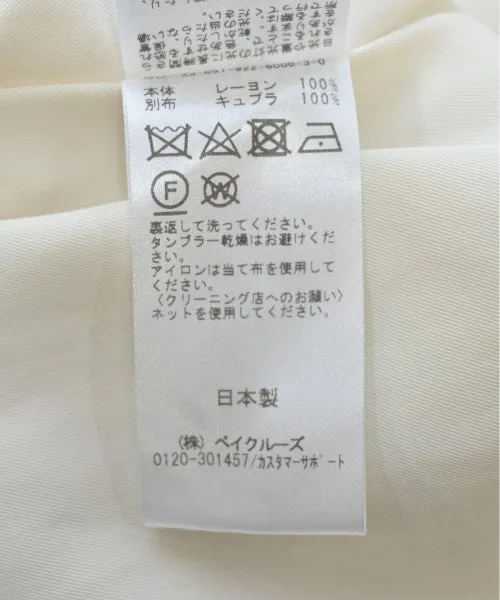 本体 レーヨン 100%
別布 キュプラ 100%
F
W
裏返して洗ってください。
タンブラー乾燥はお避けくだ
さい。
アイロンは当て布を使用して
ください。
〈クリーニング店へのお願い〉
ネットを使用してください。
日本製
(株) ベイクルーズ
0120-301457/カスタマーサポート